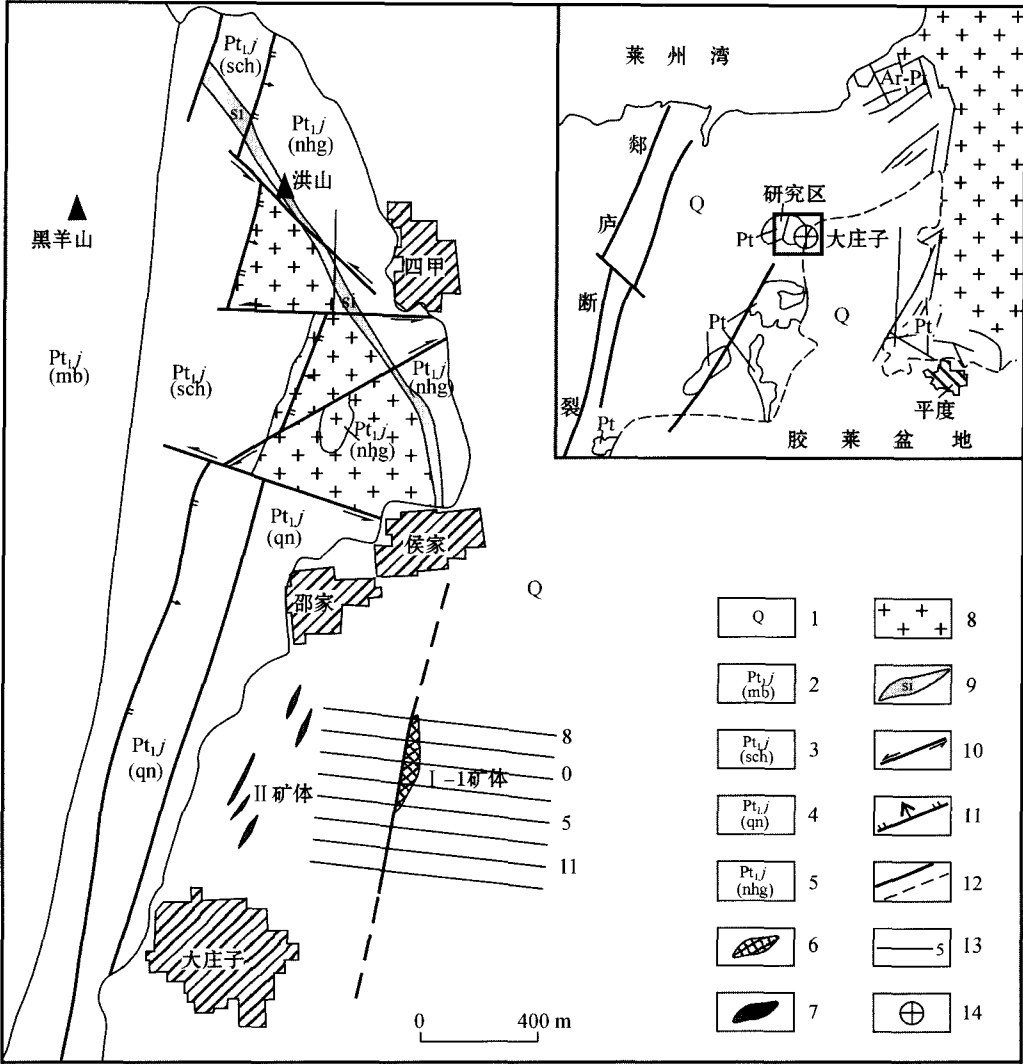 Pt₁j
(sch)
si
Pt₁j
(nhg)
洪山
黑羊山
四甲
si
Pt₁j
(mb)
Pt₁j
(sch)
Pt₁j
(nhg)
Pt₁j
(nhg)
Pt₁j
(qn)
侯家
邵家
Q
Pt₁j
(qn)
II矿体
I-1矿体
8
0
5
11
大庄子
0 400 m
莱州湾
Ar-Pt
郯
庐
断
裂
Q
研究区
Pt
大庄子
Q
Pt
Pt
Pt
平度
胶莱盆地
Q 1
Pt₁j
(mb) 2
Pt₁j
(sch) 3
Pt₁j
(qn) 4
Pt₁j
(nhg) 5
6
7
8
si 9
10
11
12
5 13
14